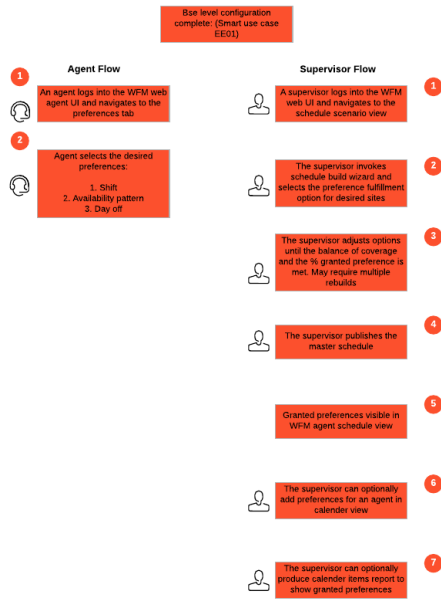 Bse level configuration
complete: (Smart use case
EE01)
Agent Flow
1
An agent logs into the WFM web
agent UI and navigates to the
preferences tab
2
Agent selects the desired
preferences:
1. Shift
2. Availability pattern
3. Day off
Supervisor Flow
1
A supervisor logs into the WFM
web UI and navigates to the
schedule scenario view
2
The supervisor invokes
schedule build wizard and
selects the preference fulfillment
option for desired sites
3
The supervisor adjusts options
until the balance of coverage
and the % granted preference is
met. May require multiple
rebuilds
4
The supervisor publishes the
master schedule
5
Granted preferences visible in
WFM agent schedule view
6
The supervisor can optionally
add preferences for an agent in
calender view
7
The supervisor can optionally
produce calender items report to
show granted preferences